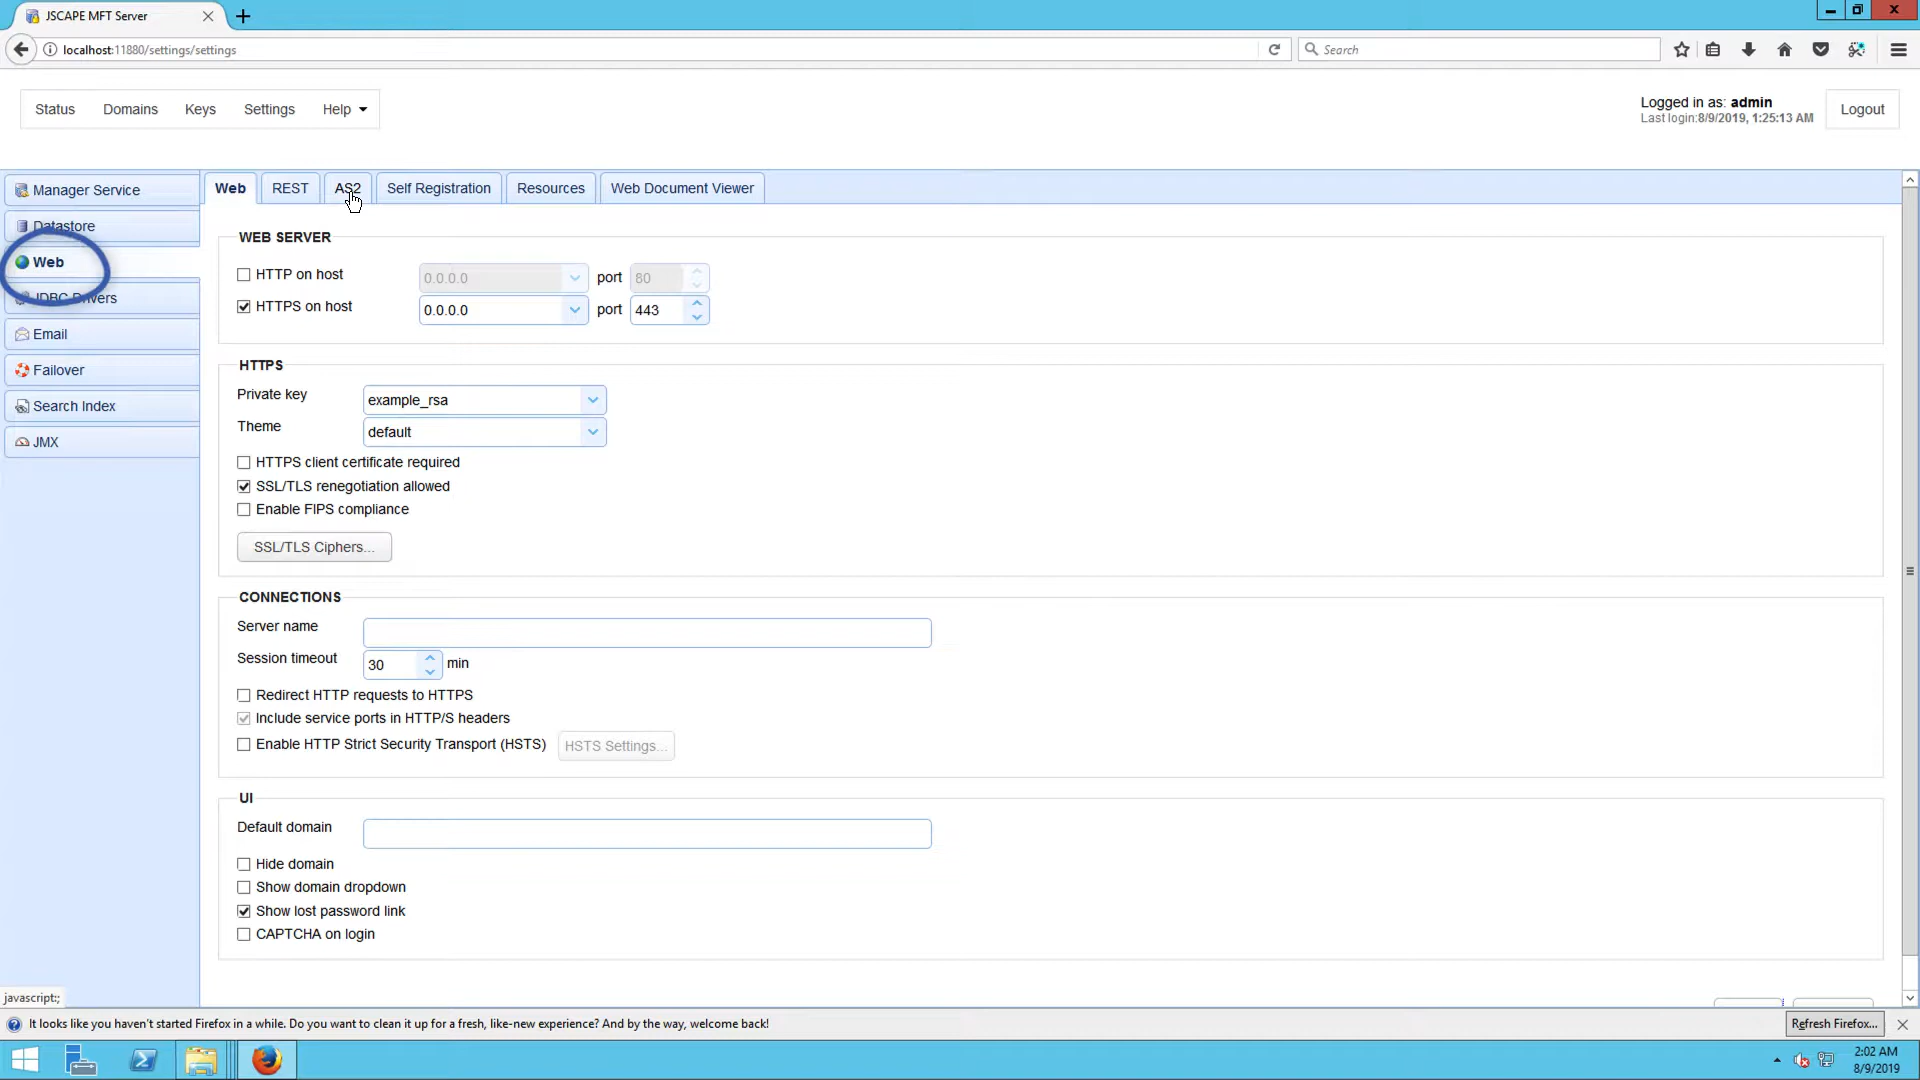 JSCAPE MFT Server
localhost:11880/settings/settings
Search
Status Domains Keys Settings Help
Logged in as: admin
Last login:8/9/2019, 1:25:13 AM
Logout
Manager Service
Datastore
Web
JDBC Drivers
Email
Failover
Search Index
JMX
Web REST AS2 Self Registration Resources Web Document Viewer
WEB SERVER
HTTP on host 0.0.0.0 port 80
HTTPS on host 0.0.0.0 port 443
HTTPS
Private key example_rsa
Theme default
HTTPS client certificate required
SSL/TLS renegotiation allowed
Enable FIPS compliance
SSL/TLS Ciphers...
CONNECTIONS
Server name
Session timeout 30 min
Redirect HTTP requests to HTTPS
Include service ports in HTTP/S headers
Enable HTTP Strict Security Transport (HSTS) HSTS Settings...
UI
Default domain
Hide domain
Show domain dropdown
Show lost password link
CAPTCHA on login
javascript:;
It looks like you haven't started Firefox in a while. Do you want to clean it up for a fresh, like-new experience? And by the way, welcome back!
Refresh Firefox...
2:02 AM
8/9/2019